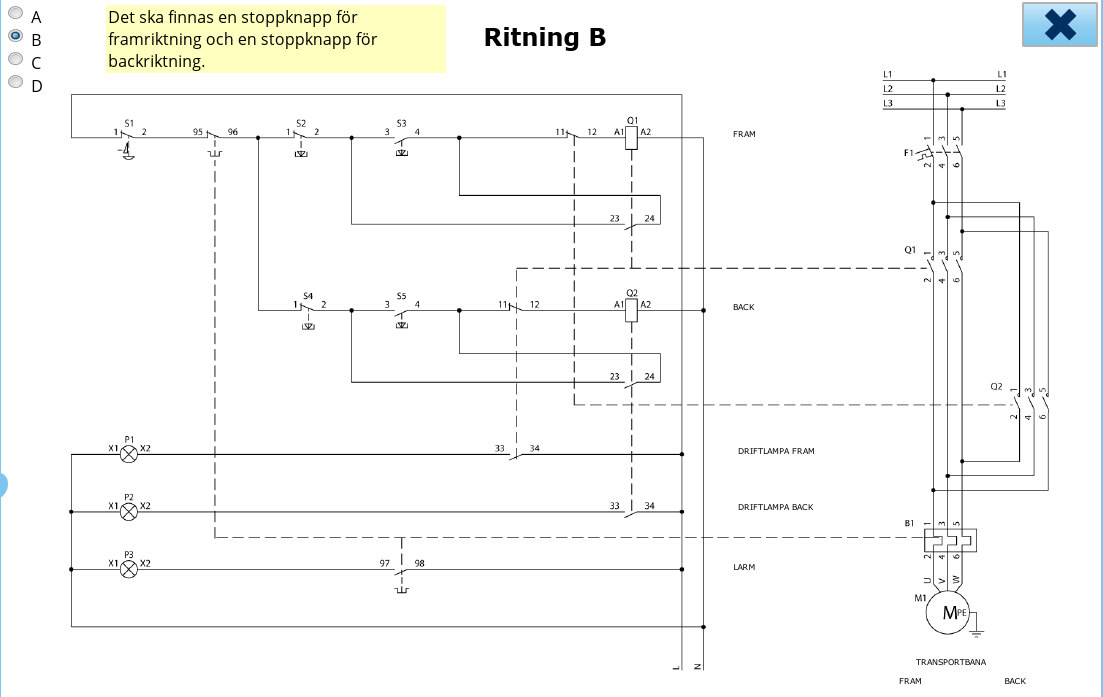 A
B
C
D
Det ska finnas en stoppknapp för
framriktning och en stoppknapp för
backriktning.
Ritning B
L1 L1
L2 L2
L3 L3
S1
1 2
95 96
S2
1 2
S3
3 4
11 12
Q1
A1 A2
FRAM
F1
1 3 5
2 4 6
23 24
Q1
1 3 5
2 4 6
S4
1 2
S5
3 4
11 12
Q2
A1 A2
BACK
23 24
Q2
1 3 5
2 4 6
P1
X1 X2
33 34
DRIFTLAMPA FRAM
P2
X1 X2
33 34
DRIFTLAMPA BACK
B1
1 3 5
2 4 6
P3
X1 X2
97 98
LARM
U V W
M1
M PE
L N
TRANSPORTBANA
FRAM BACK